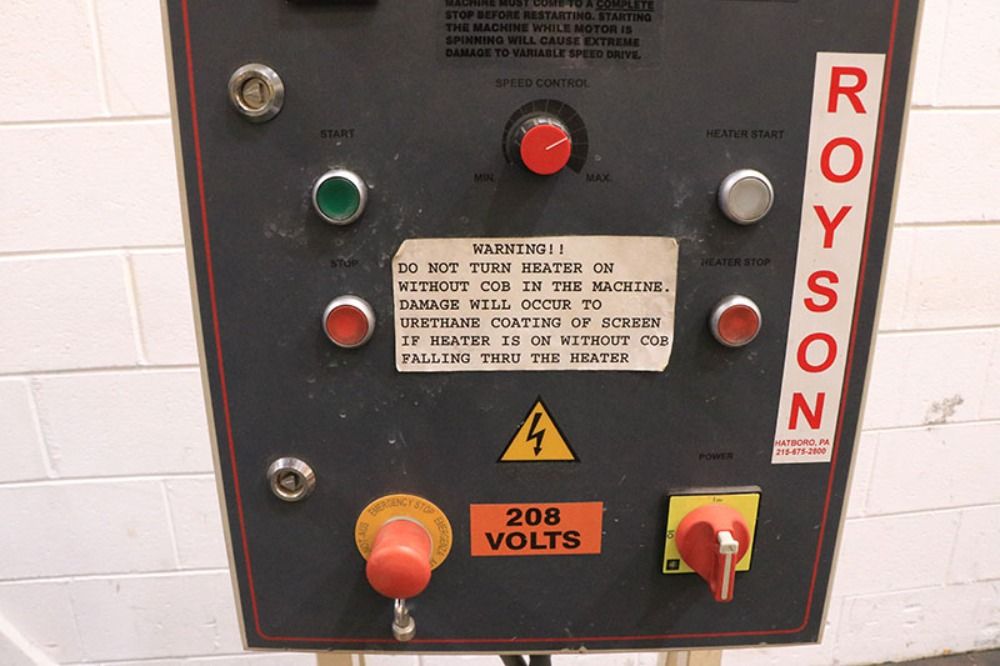 MACHINE MUST COME TO A COMPLETE
STOP BEFORE RESTARTING. STARTING
THE MACHINE WHILE MOTOR IS
SPINNING WILL CAUSE EXTREME
DAMAGE TO VARIABLE SPEED DRIVE.
SPEED CONTROL
MIN.
MAX.
START
HEATER START
STOP
HEATER STOP
WARNING!!
DO NOT TURN HEATER ON
WITHOUT COB IN THE MACHINE.
DAMAGE WILL OCCUR TO
URETHANE COATING OF SCREEN
IF HEATER IS ON WITHOUT COB
FALLING THRU THE HEATER
ROYSON
HATBORO, PA
215-675-2800
POWER
EMERGENCY STOP
208
VOLTS